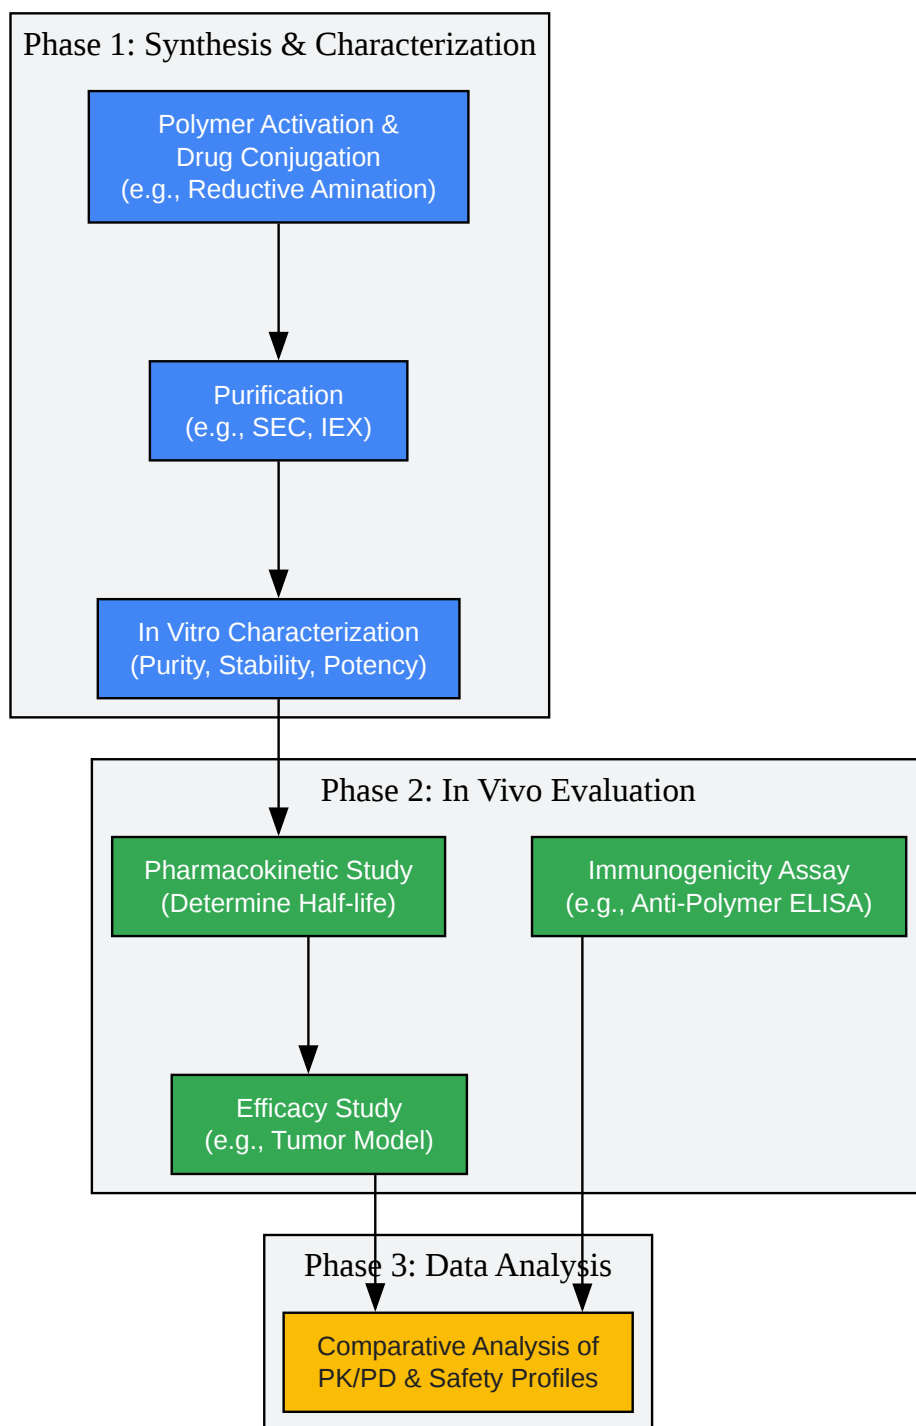 Phase 1: Synthesis & Characterization
Polymer Activation &
Drug Conjugation
(e.g., Reductive Amination)
Purification
(e.g., SEC, IEX)
In Vitro Characterization
(Purity, Stability, Potency)
Phase 2: In Vivo Evaluation
Pharmacokinetic Study
(Determine Half-life)
Immunogenicity Assay
(e.g., Anti-Polymer ELISA)
Efficacy Study
(e.g., Tumor Model)
Phase 3: Data Analysis
Comparative Analysis of
PK/PD & Safety Profiles